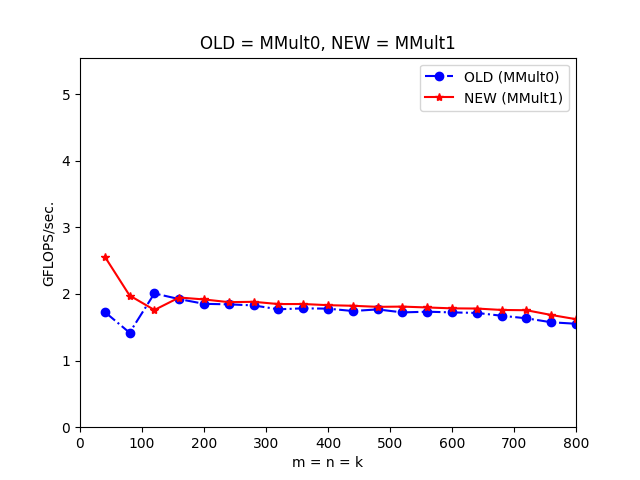 OLD = MMult0, NEW = MMult1
OLD (MMult0)
NEW (MMult1)
GFLOPS/sec.
5
4
3
2
1
0
0 100 200 300 400 500 600 700 800
m = n = k